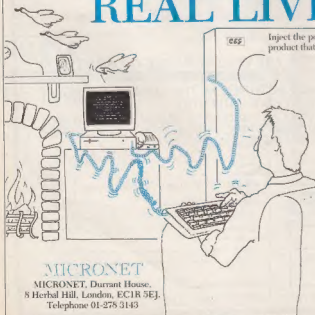 REAL LIV
Inject the p
product that
MICRONET
MICRONET, Durrant House,
8 Herbal Hill, London, EC1R 5EJ.
Telephone 01-278 3143